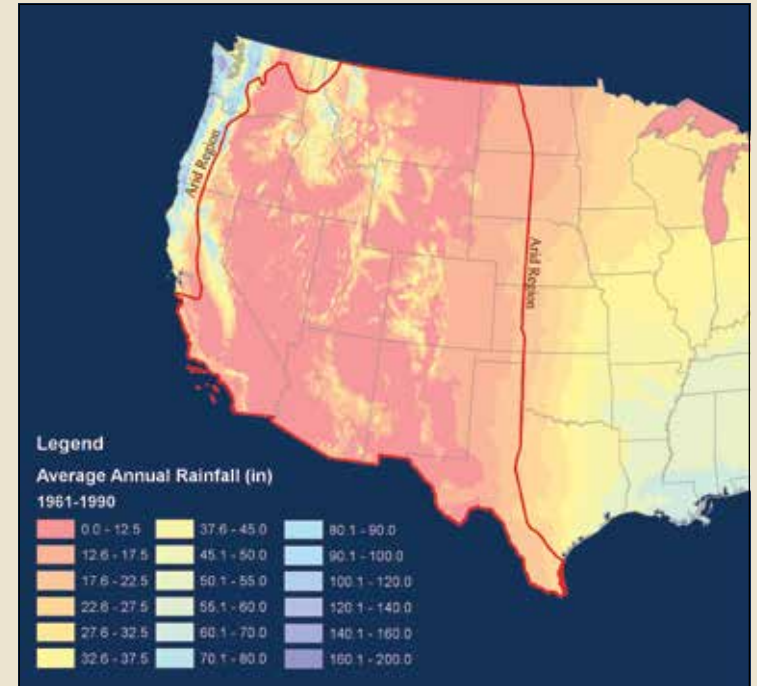 Arid Region
Arid Region
Legend
Average Annual Rainfall (in)
1961-1990
0.0 - 12.5
12.6 - 17.5
17.6 - 22.5
22.6 - 27.5
27.6 - 32.5
32.6 - 37.5
37.6 - 45.0
45.1 - 50.0
50.1 - 55.0
55.1 - 60.0
60.1 - 70.0
70.1 - 80.0
80.1 - 90.0
90.1 - 100.0
100.1 - 120.0
120.1 - 140.0
140.1 - 160.0
160.1 - 200.0